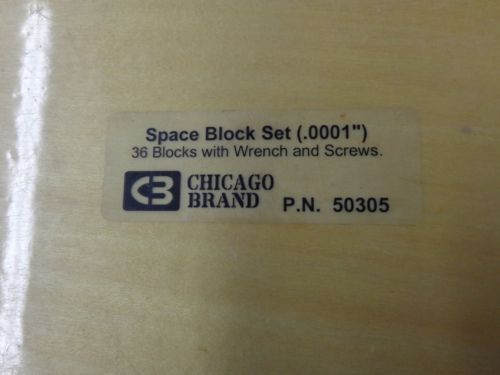 Space Block Set (.0001")
36 Blocks with Wrench and Screws.
CB CHICAGO
BRAND P.N. 50305